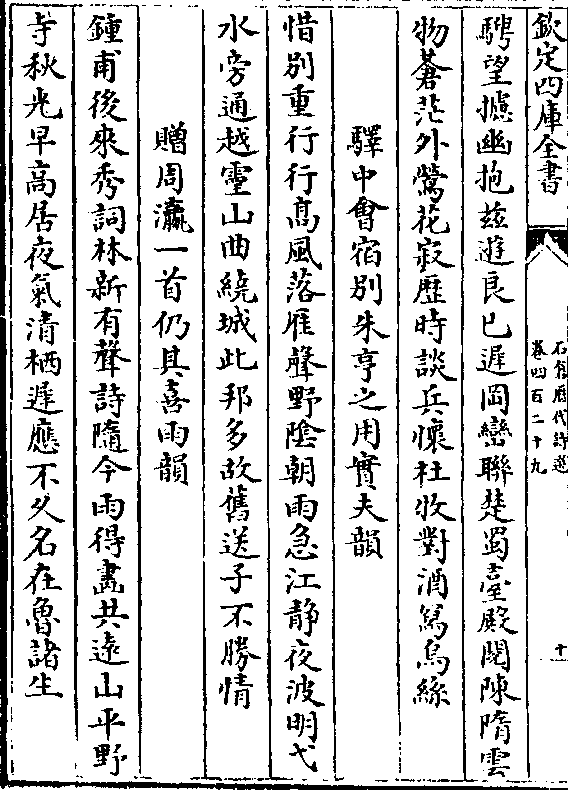 欽定四庫全書
石倉歷代詩選
卷四百二十九
十
騁望攄幽抱兹遊良已遲岡巒聯楚蜀臺殿閱陳隋雲
物蒼茫外鶯花寂歷時談兵懷杜牧對酒寫烏絲
驛中會宿别朱亨之用實夫韻
惜别重行行高風落雁聲野陰朝雨急江静夜波明弋
水旁通越靈山曲繞城此邦多故舊送子不勝情
贈周瀛一首仍其喜雨韻
鍾甫後來秀詞林新有聲詩隨今雨得畵共遠山平野
寺秋光早高居夜氣清栖遲應不久名在魯諸生